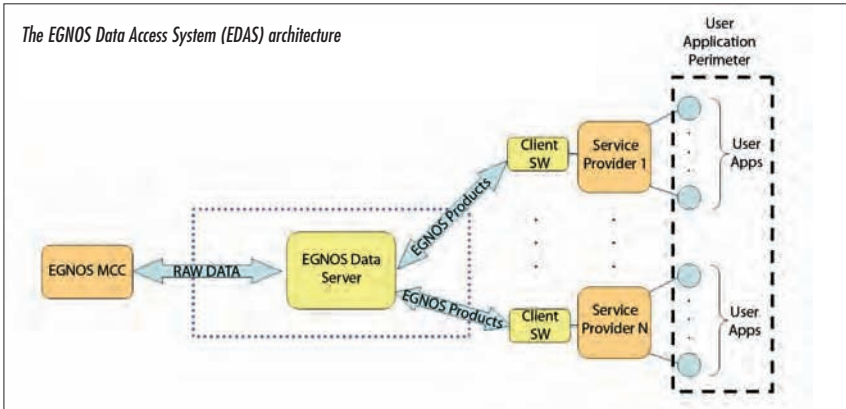 The EGNOS Data Access System (EDAS) architecture
User
Application
Perimeter
Client
SW
Service
Provider 1
User
Apps
EGNOS Products
EGNOS MCC
RAW DATA
EGNOS Data
Server
EGNOS Products
Client
SW
Service
Provider N
User
Apps